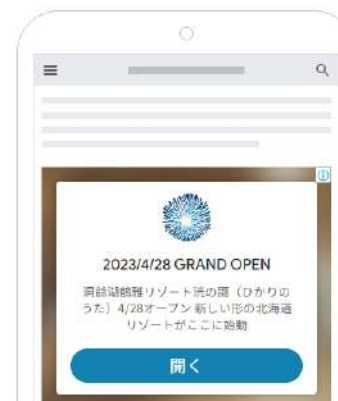 2023/4/28 GRAND OPEN
洞爺湖鶴雅リゾート洸の謌（ひかりの
うた）4/28オープン 新しい形の北海道
リゾートがここに始動
開く